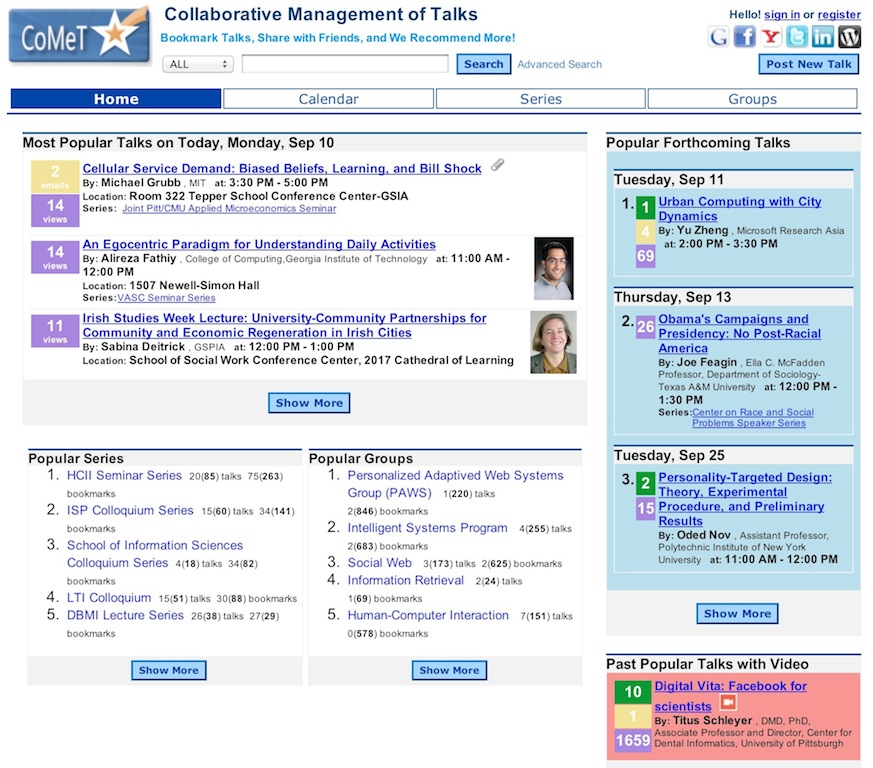 CoMeT
Collaborative Management of Talks
Bookmark Talks, Share with Friends, and We Recommend More!
Hello! sign in or register
ALL
Search
Advanced Search
Post New Talk
Home
Calendar
Series
Groups
Most Popular Talks on Today, Monday, Sep 10
2
emails
14
views
Cellular Service Demand: Biased Beliefs, Learning, and Bill Shock
By: Michael Grubb , MIT at: 3:30 PM - 5:00 PM
Location: Room 322 Tepper School Conference Center-GSIA
Series: Joint Pitt/CMU Applied Microeconomics Seminar
14
views
An Egocentric Paradigm for Understanding Daily Activities
By: Alireza Fathiy , College of Computing,Georgia Institute of Technology at: 11:00 AM -
12:00 PM
Location: 1507 Newell-Simon Hall
Series:VASC Seminar Series
11
views
Irish Studies Week Lecture: University-Community Partnerships for
Community and Economic Regeneration in Irish Cities
By: Sabina Deitrick , GSPIA at: 12:00 PM - 1:00 PM
Location: School of Social Work Conference Center, 2017 Cathedral of Learning
Show More
Popular Series
1. HCII Seminar Series 20(85) talks 75(263)
bookmarks
2. ISP Colloquium Series 15(60) talks 34(141)
bookmarks
3. School of Information Sciences
Colloquium Series 4(18) talks 34(82)
bookmarks
4. LTI Colloquium 15(51) talks 30(88) bookmarks
5. DBMI Lecture Series 26(38) talks 27(29)
bookmarks
Show More
Popular Groups
1. Personalized Adaptived Web Systems
Group (PAWS) 1(220) talks
2(846) bookmarks
2. Intelligent Systems Program 4(255) talks
2(683) bookmarks
3. Social Web 3(173) talks 2(625) bookmarks
4. Information Retrieval 2(24) talks
1(69) bookmarks
5. Human-Computer Interaction 7(151) talks
0(578) bookmarks
Show More
Popular Forthcoming Talks
Tuesday, Sep 11
1.
1
4
69
Urban Computing with City
Dynamics
By: Yu Zheng , Microsoft Research Asia
at: 2:00 PM - 3:30 PM
Thursday, Sep 13
2.
26
Obama's Campaigns and
Presidency: No Post-Racial
America
By: Joe Feagin , Ella C. McFadden
Professor, Department of Sociology-
Texas A&M University at: 12:00 PM -
1:30 PM
Series:Center on Race and Social
Problems Speaker Series
Tuesday, Sep 25
3.
2
15
Personality-Targeted Design:
Theory, Experimental
Procedure, and Preliminary
Results
By: Oded Nov , Assistant Professor,
Polytechnic Institute of New York
University at: 11:00 AM - 12:00 PM
Show More
Past Popular Talks with Video
10
1
1659
Digital Vita: Facebook for
scientists
By: Titus Schleyer , DMD, PhD,
Associate Professor and Director, Center for
Dental Informatics, University of Pittsburgh